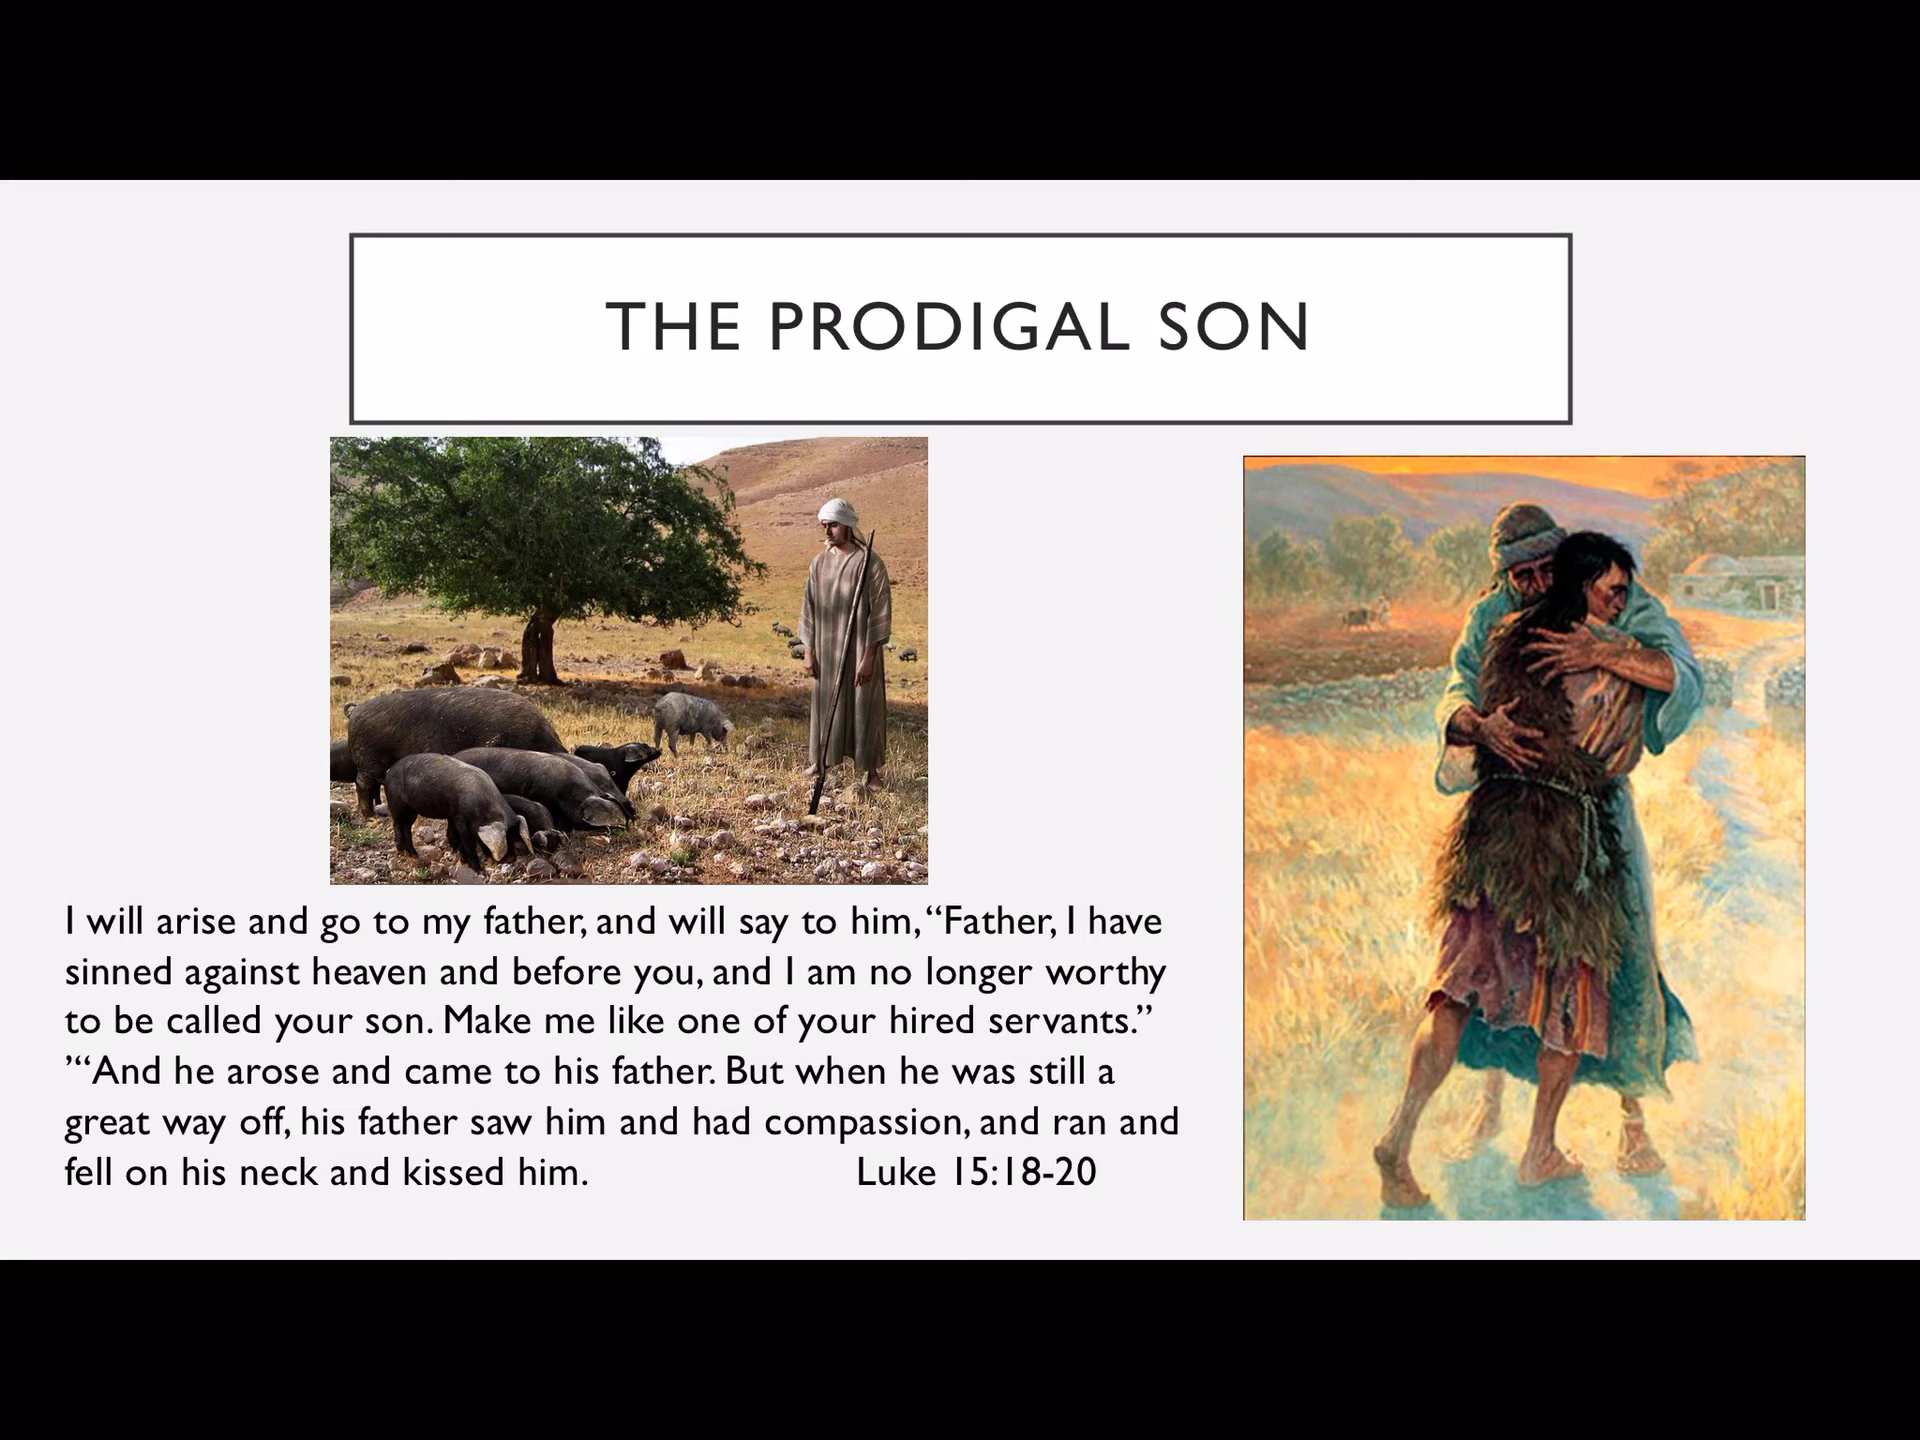 THE PRODIGAL SON
I will arise and go to my father, and will say to him, “Father, I have
sinned against heaven and before you, and I am no longer worthy
to be called your son. Make me like one of your hired servants.”
’“And he arose and came to his father. But when he was still a
great way off, his father saw him and had compassion, and ran and
fell on his neck and kissed him. Luke 15:18-20